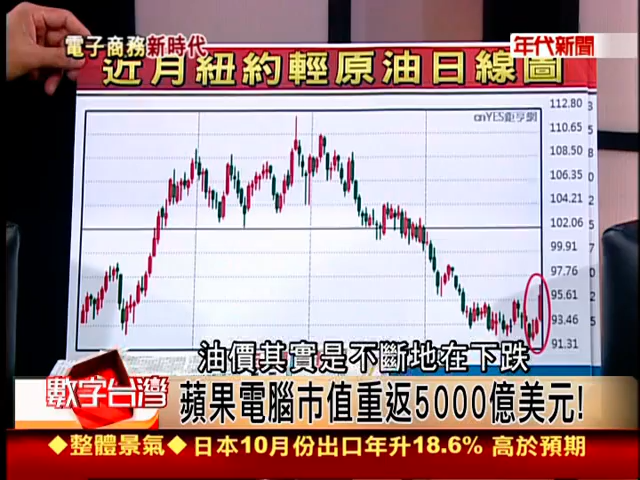 電子商務新時代
年代新聞
近月紐約輕原油日線圖
cnYES鉅亨網
112.80
110.65
108.50
106.35
104.21
102.06
99.91
97.76
95.61
93.46
91.31
油價其實是不斷地在下跌
數字台灣
蘋果電腦市值重返5000億美元!
◆整體景氣◆日本10月份出口年升18.6% 高於預期